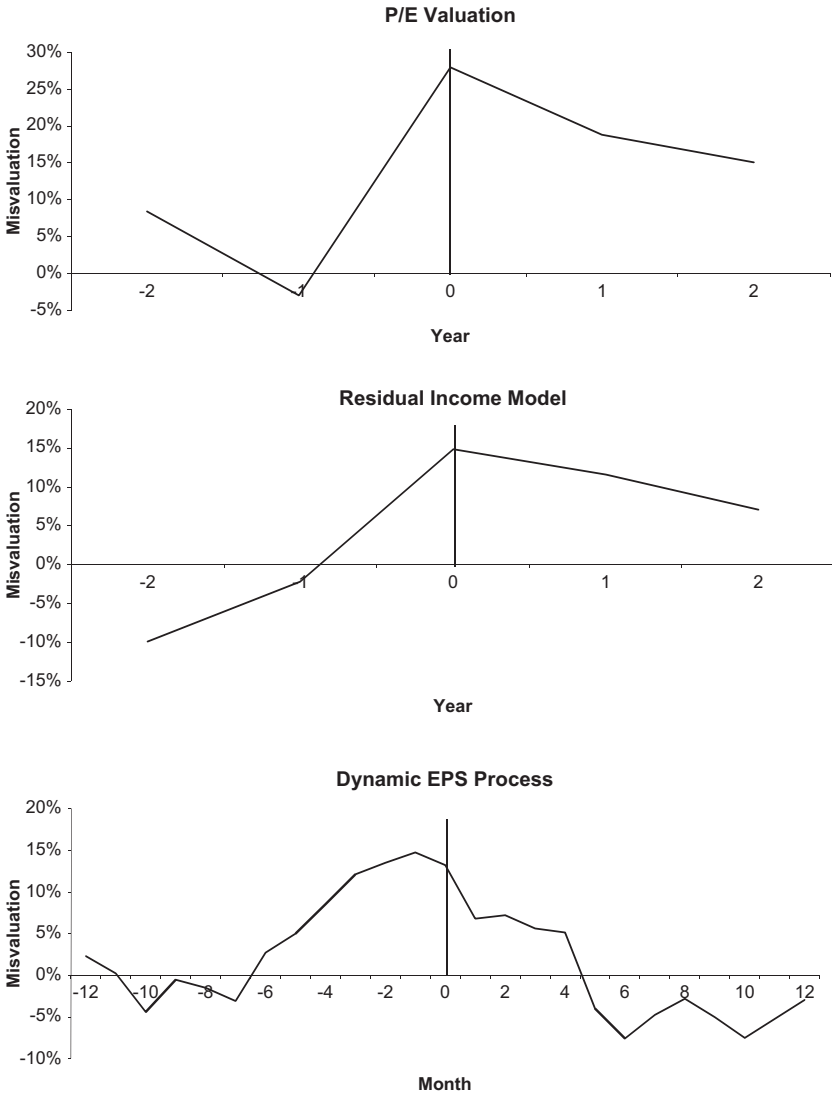 P/E Valuation
30%
25%
20%
15%
10%
5%
0%
-5%
Misvaluation
-2 -1 0 1 2
Year
Residual Income Model
20%
15%
10%
5%
0%
-5%
-10%
-15%
Misvaluation
-2 -1 0 1 2
Year
Dynamic EPS Process
20%
15%
10%
5%
0%
-5%
-10%
Misvaluation
-12 -10 -8 -6 -4 -2 0 2 4 6 8 10 12
Month